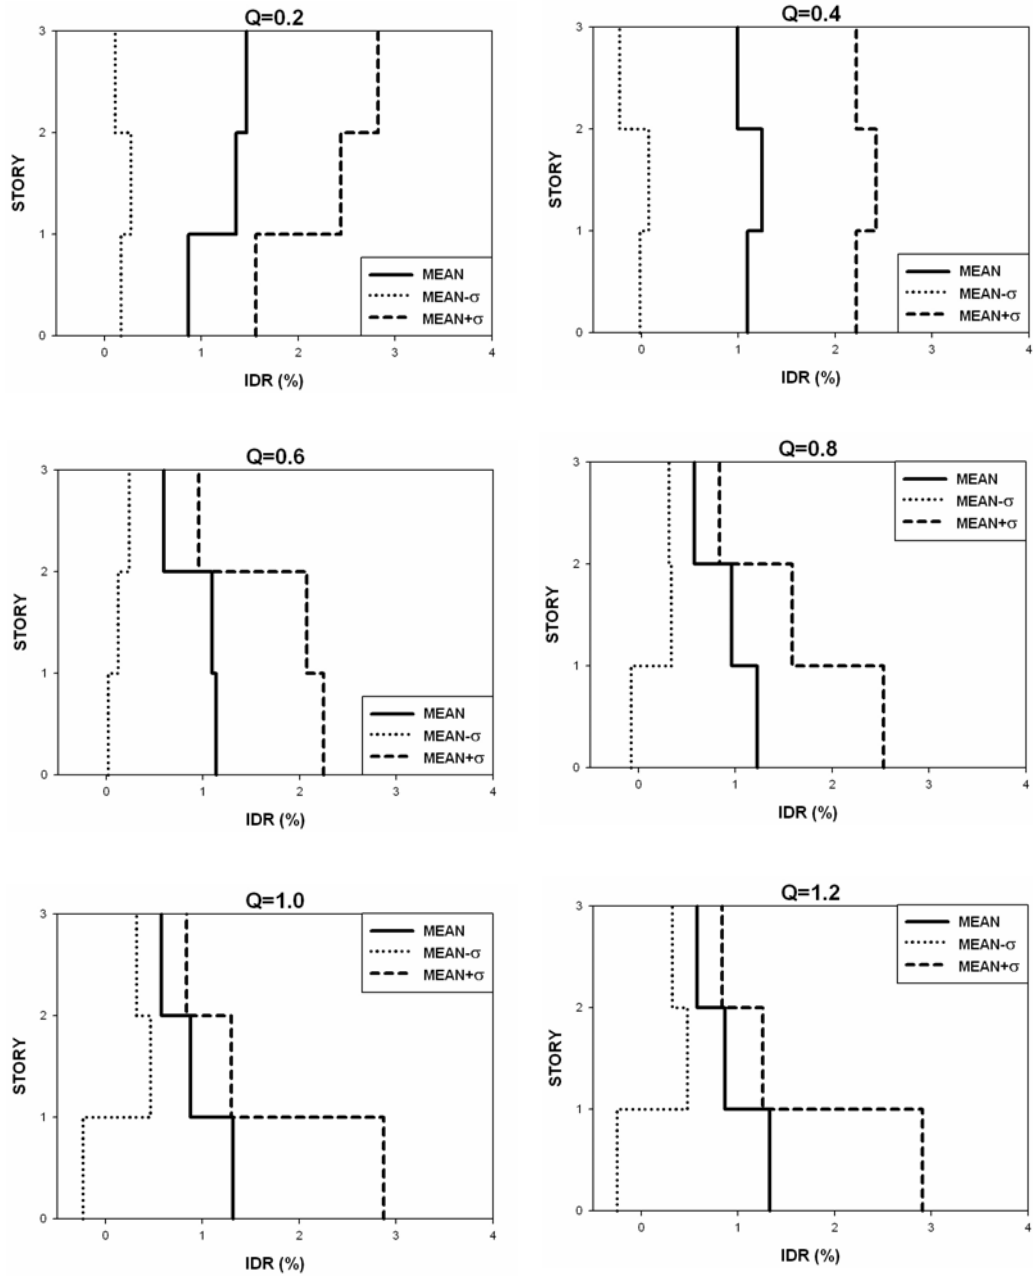 Q=0.2
3
2
1
0
STORY
MEAN
MEAN-σ
MEAN+σ
0 1 2 3 4
IDR (%)
Q=0.4
3
2
1
0
STORY
MEAN
MEAN-σ
MEAN+σ
0 1 2 3 4
IDR (%)
Q=0.6
3
2
1
0
STORY
MEAN
MEAN-σ
MEAN+σ
0 1 2 3 4
IDR (%)
Q=0.8
3
2
1
0
STORY
MEAN
MEAN-σ
MEAN+σ
0 1 2 3 4
IDR (%)
Q=1.0
3
2
1
0
STORY
MEAN
MEAN-σ
MEAN+σ
0 1 2 3 4
IDR (%)
Q=1.2
3
2
1
0
STORY
MEAN
MEAN-σ
MEAN+σ
0 1 2 3 4
IDR (%)